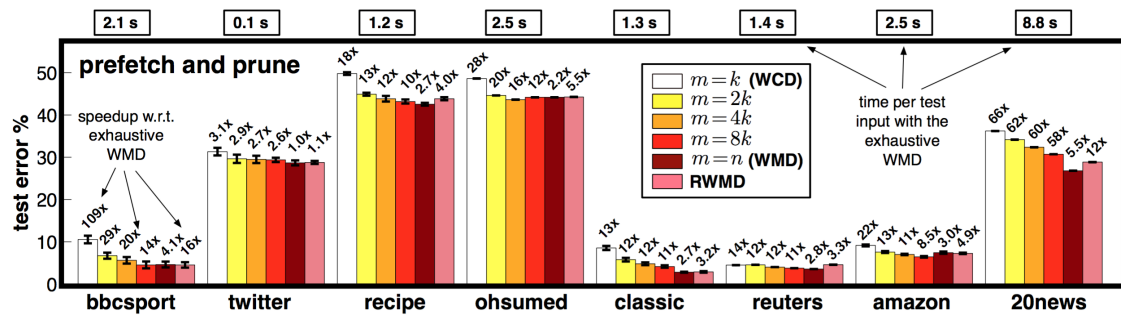 2.1 s 0.1 s 1.2 s 2.5 s 1.3 s 1.4 s 2.5 s 8.8 s
prefetch and prune
test error %
50
40
30
20
10
0
speedup w.r.t.
exhaustive
WMD
109x 29x 20x 14x 4.1x 16x
3.1x 2.9x 2.7x 2.6x 1.0x 1.1x
18x 13x 12x 10x 2.7x 4.0x
28x 20x 16x 12x 2.2x 5.5x
13x 12x 12x 11x 2.7x 3.2x
14x 12x 12x 11x 2.8x 3.3x
22x 13x 11x 8.5x 3.0x 4.9x
66x 62x 60x 58x 5.5x 12x
m=k (WCD)
m=2k
m=4k
m=8k
m=n (WMD)
RWMD
time per test
input with the
exhaustive
WMD
bbcsport twitter recipe ohsumed classic reuters amazon 20news